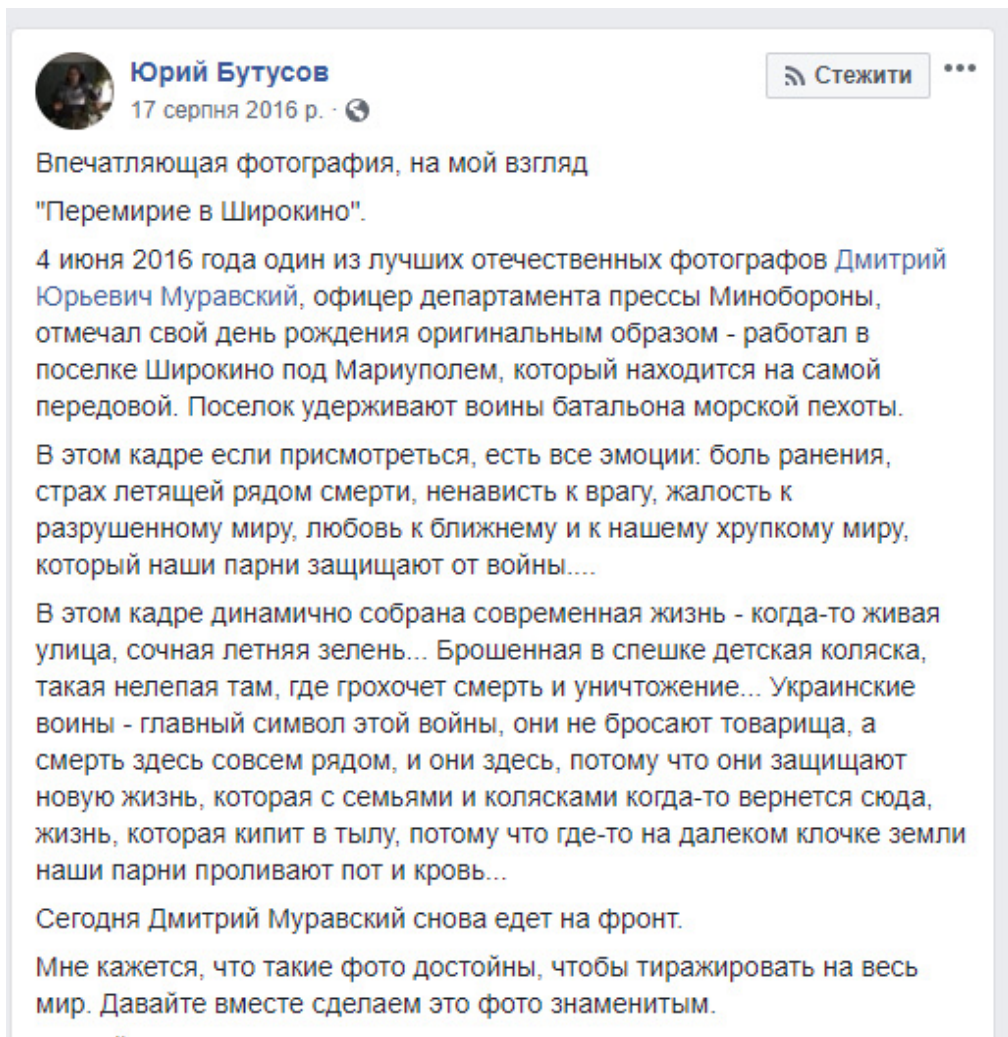 Юрий Бутусов
Стежити
17 серпня 2016 р. ·
Впечатляющая фотография, на мой взгляд
"Перемирие в Широкино".
4 июня 2016 года один из лучших отечественных фотографов Дмитрий
Юрьевич Муравский, офицер департамента прессы Минобороны,
отмечал свой день рождения оригинальным образом - работал в
поселке Широкино под Мариуполем, который находится на самой
передовой. Поселок удерживают воины батальона морской пехоты.
В этом кадре если присмотреться, есть все эмоции: боль ранения,
страх летящей рядом смерти, ненависть к врагу, жалость к
разрушенному миру, любовь к ближнему и к нашему хрупкому миру,
который наши парни защищают от войны....
В этом кадре динамично собрана современная жизнь - когда-то живая
улица, сочная летняя зелень... Брошенная в спешке детская коляска,
такая нелепая там, где грохочет смерть и уничтожение... Украинские
воины - главный символ этой войны, они не бросают товарища, а
смерть здесь совсем рядом, и они здесь, потому что они защищают
новую жизнь, которая с семьями и колясками когда-то вернется сюда,
жизнь, которая кипит в тылу, потому что где-то на далеком клочке земли
наши парни проливают пот и кровь...
Сегодня Дмитрий Муравский снова едет на фронт.
Мне кажется, что такие фото достойны, чтобы тиражировать на весь
мир. Давайте вместе сделаем это фото знаменитым.